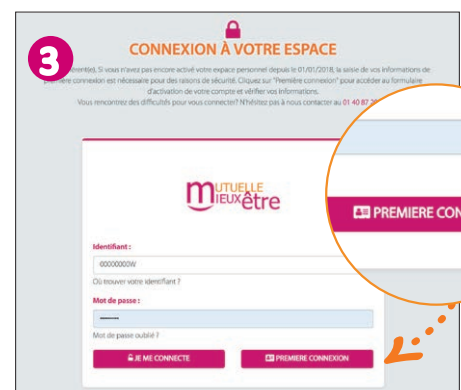 3
CONNEXION À VOTRE ESPACE
Si vous n'avez pas encore activé votre espace personnel depuis le 01/01/2018, la saisie de vos informations de
première connexion est nécessaire pour des raisons de sécurité. Cliquez sur "Première connexion" pour accéder au formulaire
d'activation de votre compte et vérifier vos informations.
Vous rencontrez des difficultés pour vous connecter? N'hésitez pas à nous contacter au 01 40 87
PREMIERE CON
MUTUELLE
MIEUX être
Identifiant :
Où trouver votre identifiant ?
Mot de passe :
Mot de passe oublié ?
JE ME CONNECTE
PREMIERE CONNEXION